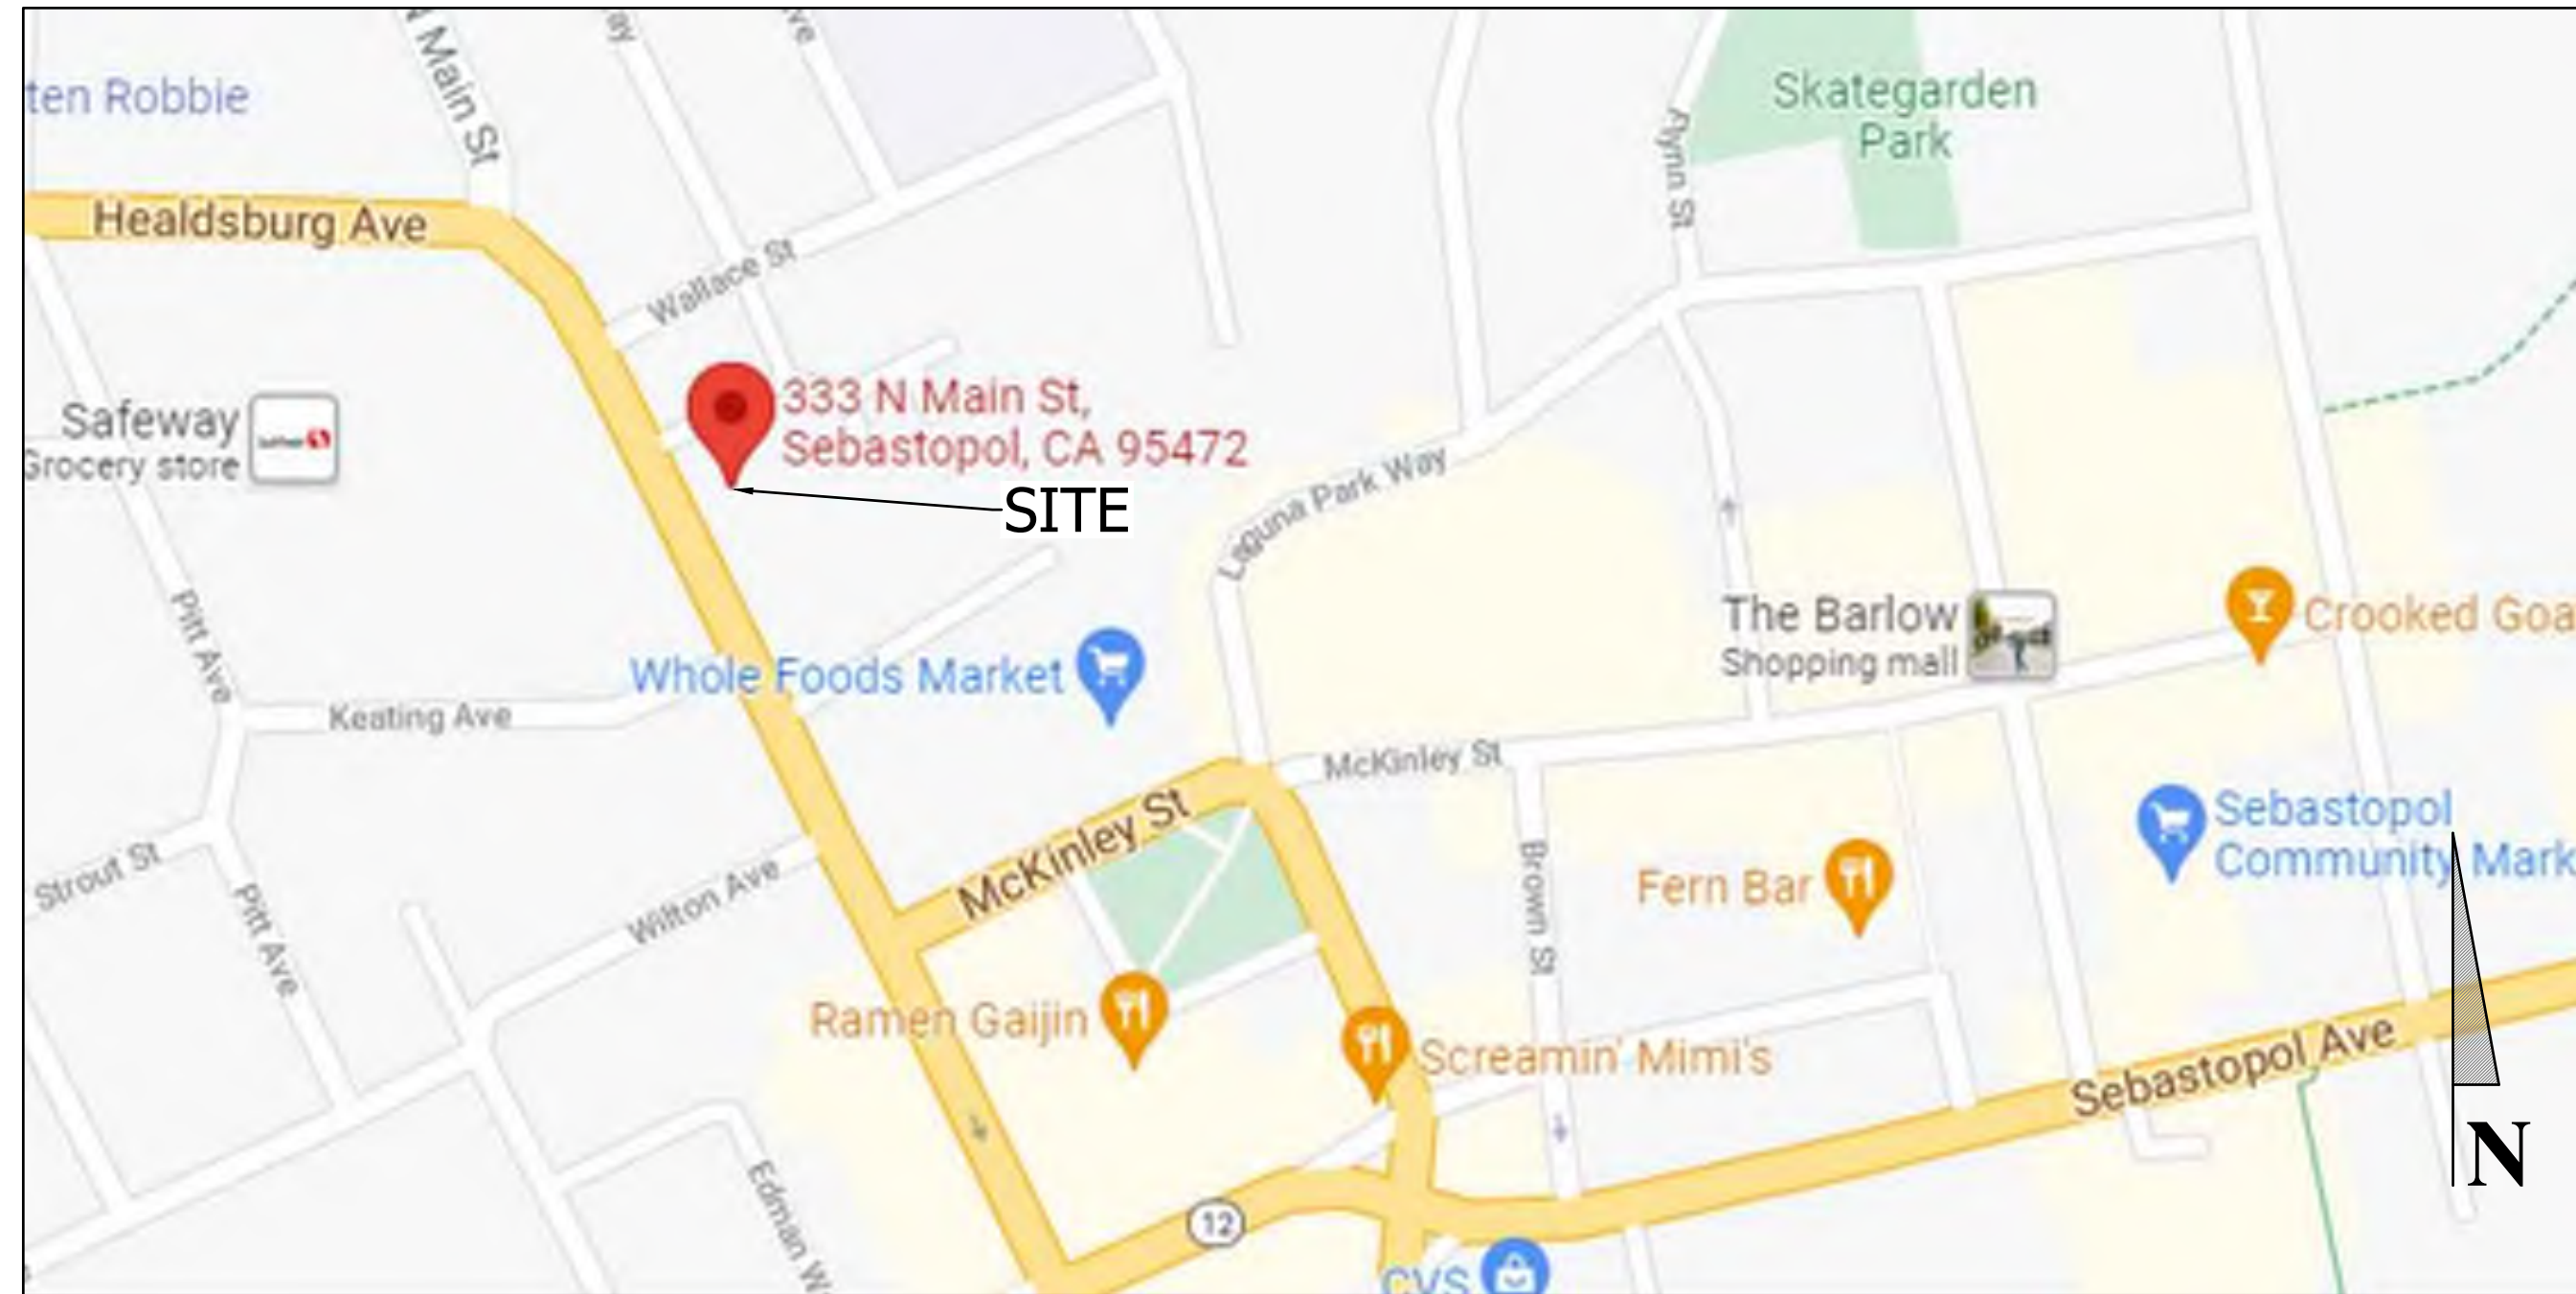 N Main St
ay
ve
ten Robbie
Skategarden
Park
Flynn St
Healdsburg Ave
Wallace St
333 N Main St,
Sebastopol, CA 95472
SITE
Safeway
Grocery store
Laguna Park Way
Pitt Ave
The Barlow
Shopping mall
Crooked Goa
Whole Foods Market
Keating Ave
McKinley St
McKinley St
Sebastopol
Community Mark
Strout St
Pitt Ave
Wilton Ave
Brown St
Fern Bar
Ramen Gaijin
Screamin' Mimi's
Sebastopol Ave
N
Edman W
12
CVS